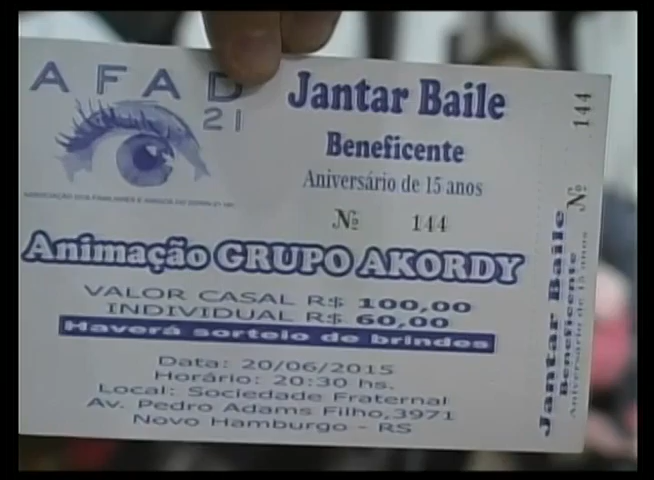 AFAD
21
Jantar Baile
Beneficente
Aniversário de 15 anos
Nº 144
Animação GRUPO AKORDY
VALOR CASAL R$ 100,00
INDIVIDUAL R$ 60,00
Haverá sorteio de brindes
Data: 20/06/2015
Horário: 20:30 hs.
Local: Sociedade Fraternal
Av. Pedro Adams Filho,3971
Novo Hamburgo - RS
Jantar Baile
Beneficente
Aniversário de 15 anos
Nº 144